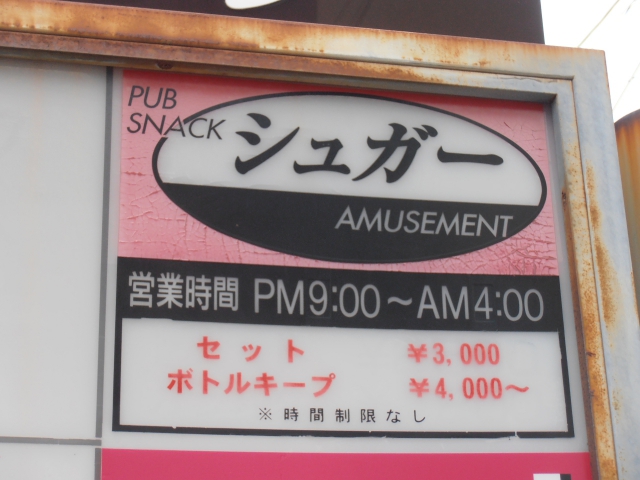 PUB
SNACK
シュガー
AMUSEMENT
営業時間 PM9:00～AM4:00
セット ￥3,000
ボトルキープ ￥4,000～
※時間制限なし